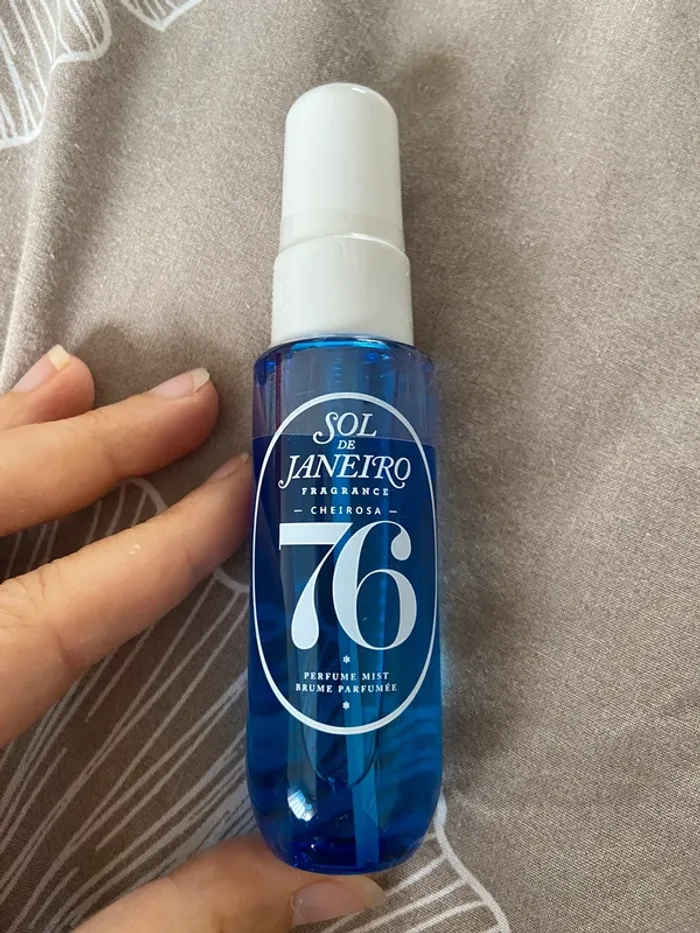 SOL
DE
JANEIRO
FRAGRANCE
— CHEIROSA —
76
PERFUME MIST
BRUME PARFUMÉE